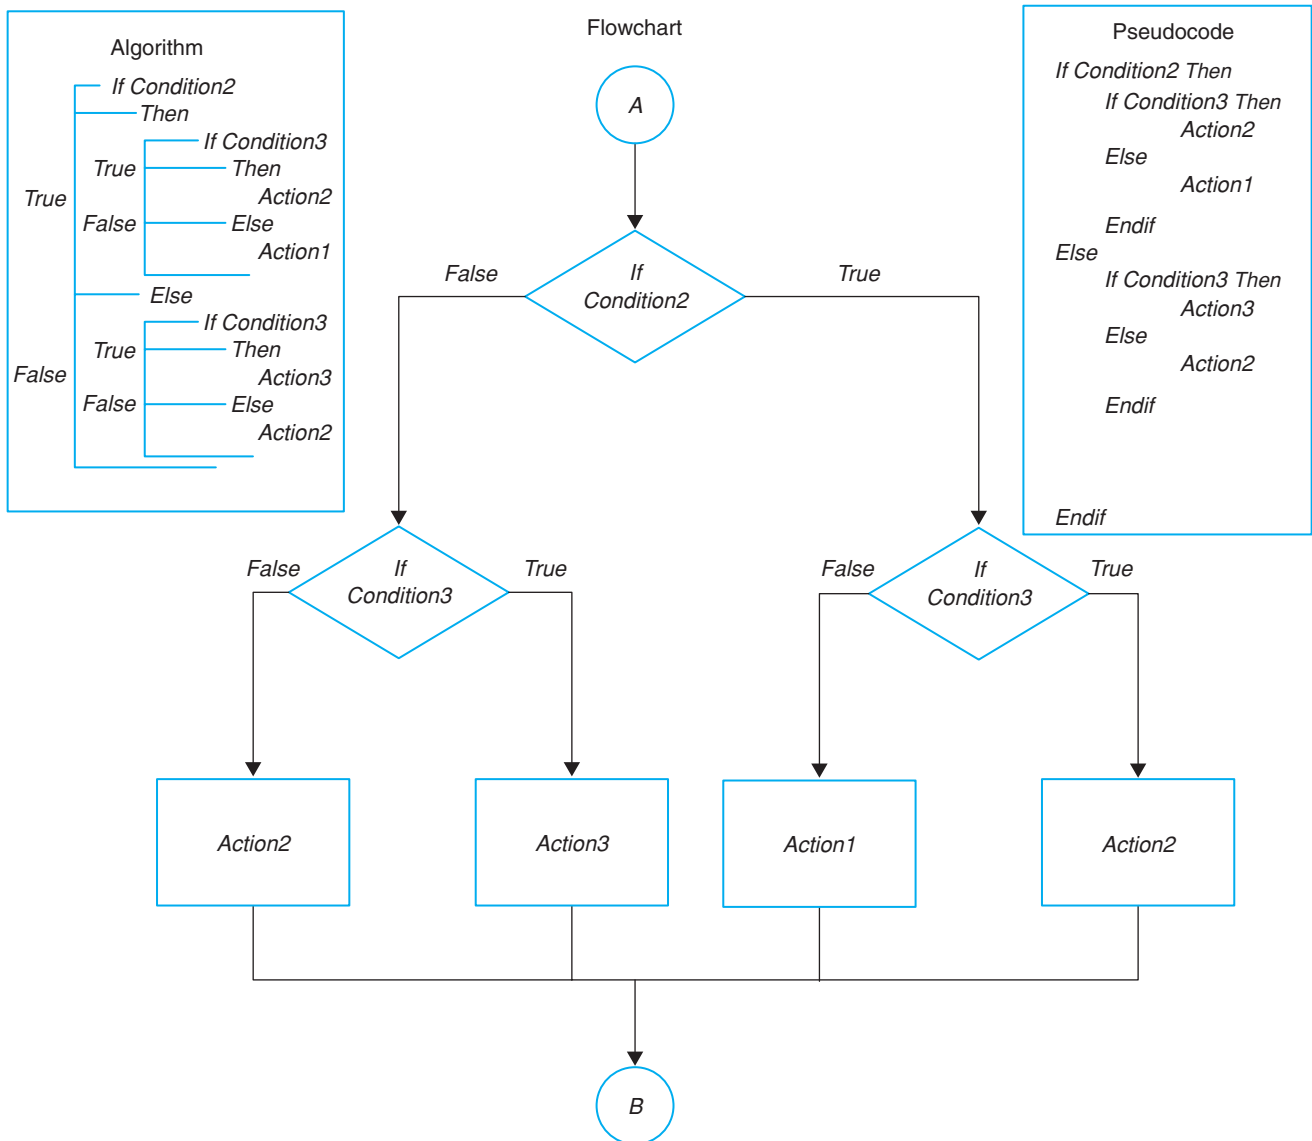 Algorithm
If Condition2
Then
If Condition3
True
Then
Action2
True
False
Else
Action1
Else
If Condition3
True
Then
False
Action3
False
Else
Action2
Flowchart
A
If
Condition2
False
True
If
Condition3
False
True
If
Condition3
False
True
Action2
Action3
Action1
Action2
B
Pseudocode
If Condition2 Then
If Condition3 Then
Action2
Else
Action1
Endif
Else
If Condition3 Then
Action3
Else
Action2
Endif
Endif